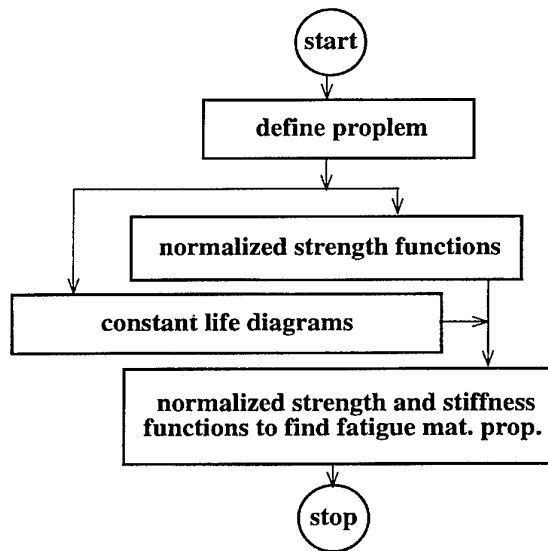 start
define proplem
normalized strength functions
constant life diagrams
normalized strength and stiffness
functions to find fatigue mat. prop.
stop